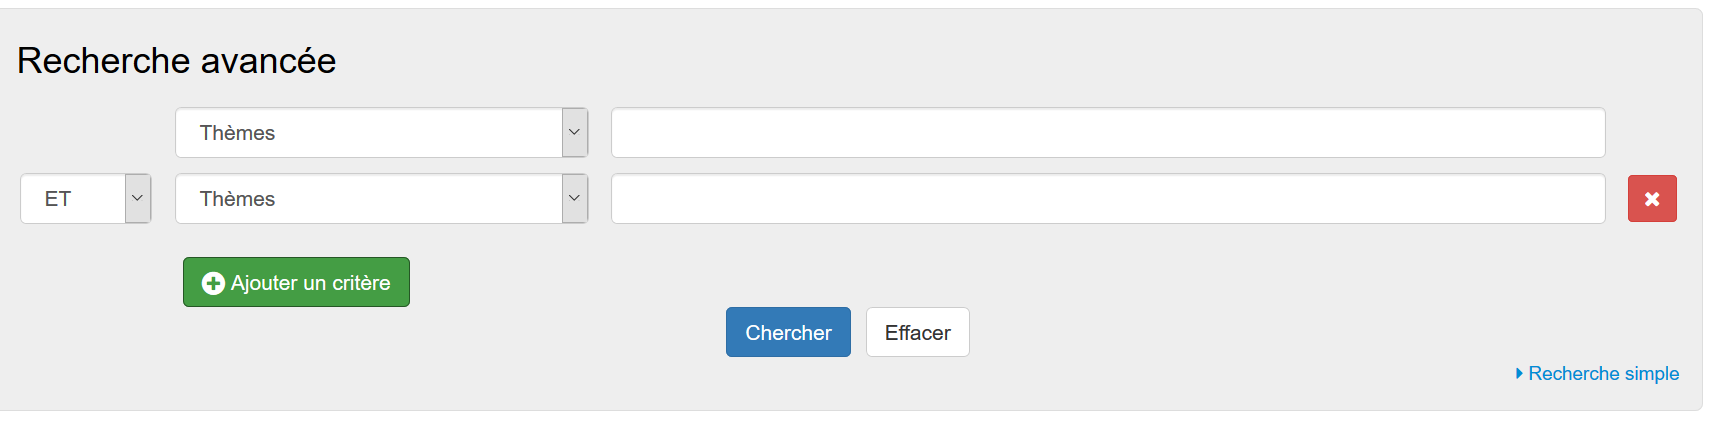 Recherche avancée
Thèmes
ET Thèmes
Ajouter un critère
Chercher Effacer
Recherche simple